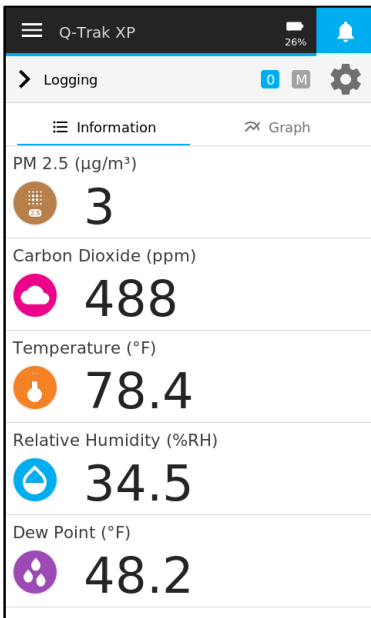 Q-Trak XP
26%
Logging
0 M
Information
Graph
PM 2.5 (μg/m³)
2.5
3
Carbon Dioxide (ppm)
488
Temperature (°F)
78.4
Relative Humidity (%RH)
34.5
Dew Point (°F)
48.2